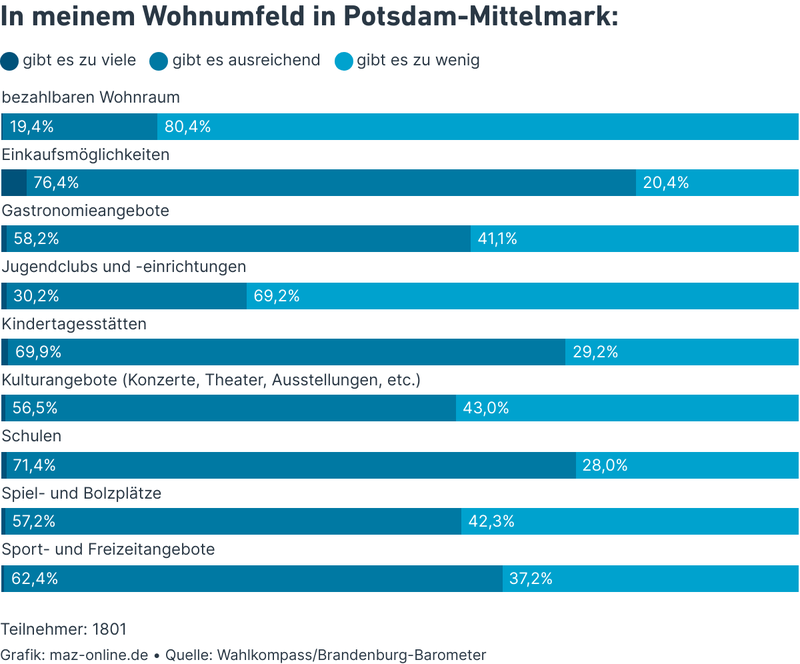 In meinem Wohnumfeld in Potsdam-Mittelmark:
gibt es zu viele gibt es ausreichend gibt es zu wenig
bezahlbaren Wohnraum
19,4% 80,4%
Einkaufsmöglichkeiten
76,4% 20,4%
Gastronomieangebote
58,2% 41,1%
Jugendclubs und -einrichtungen
30,2% 69,2%
Kindertagesstätten
69,9% 29,2%
Kulturangebote (Konzerte, Theater, Ausstellungen, etc.)
56,5% 43,0%
Schulen
71,4% 28,0%
Spiel- und Bolzplätze
57,2% 42,3%
Sport- und Freizeitangebote
62,4% 37,2%
Teilnehmer: 1801
Grafik: maz-online.de • Quelle: Wahlkompass/Brandenburg-Barometer